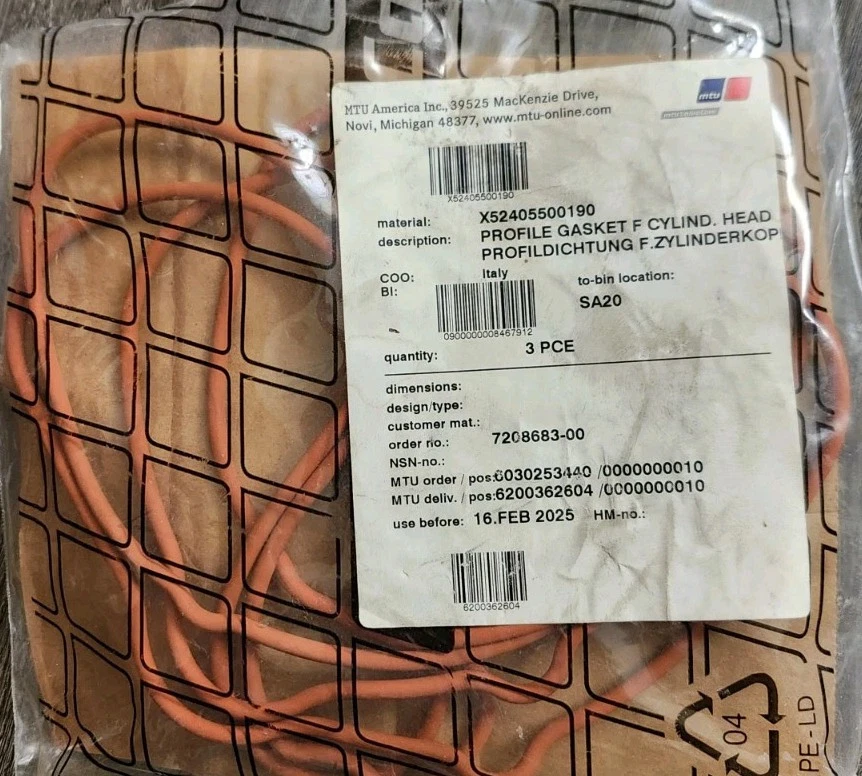 MTU America Inc., 39525 MacKenzie Drive,
Novi, Michigan 48377, www.mtu-online.com
mtu
X52405500190
material: X52405500190
description: PROFILE GASKET F CYLIND. HEAD
PROFILDICHTUNG F.ZYLINDERKOP
COO: Italy
to-bin location:
BI:
SA20
0900000008467912
quantity: 3 PCE
dimensions:
design/type:
customer mat.:
order no.: 7208683-00
NSN-no.:
MTU order / pos:6030253440 /0000000010
MTU deliv. / pos:6200362604 /0000000010
use before: 16.FEB 2025 HM-no.:
6200362604
04
PE-LD